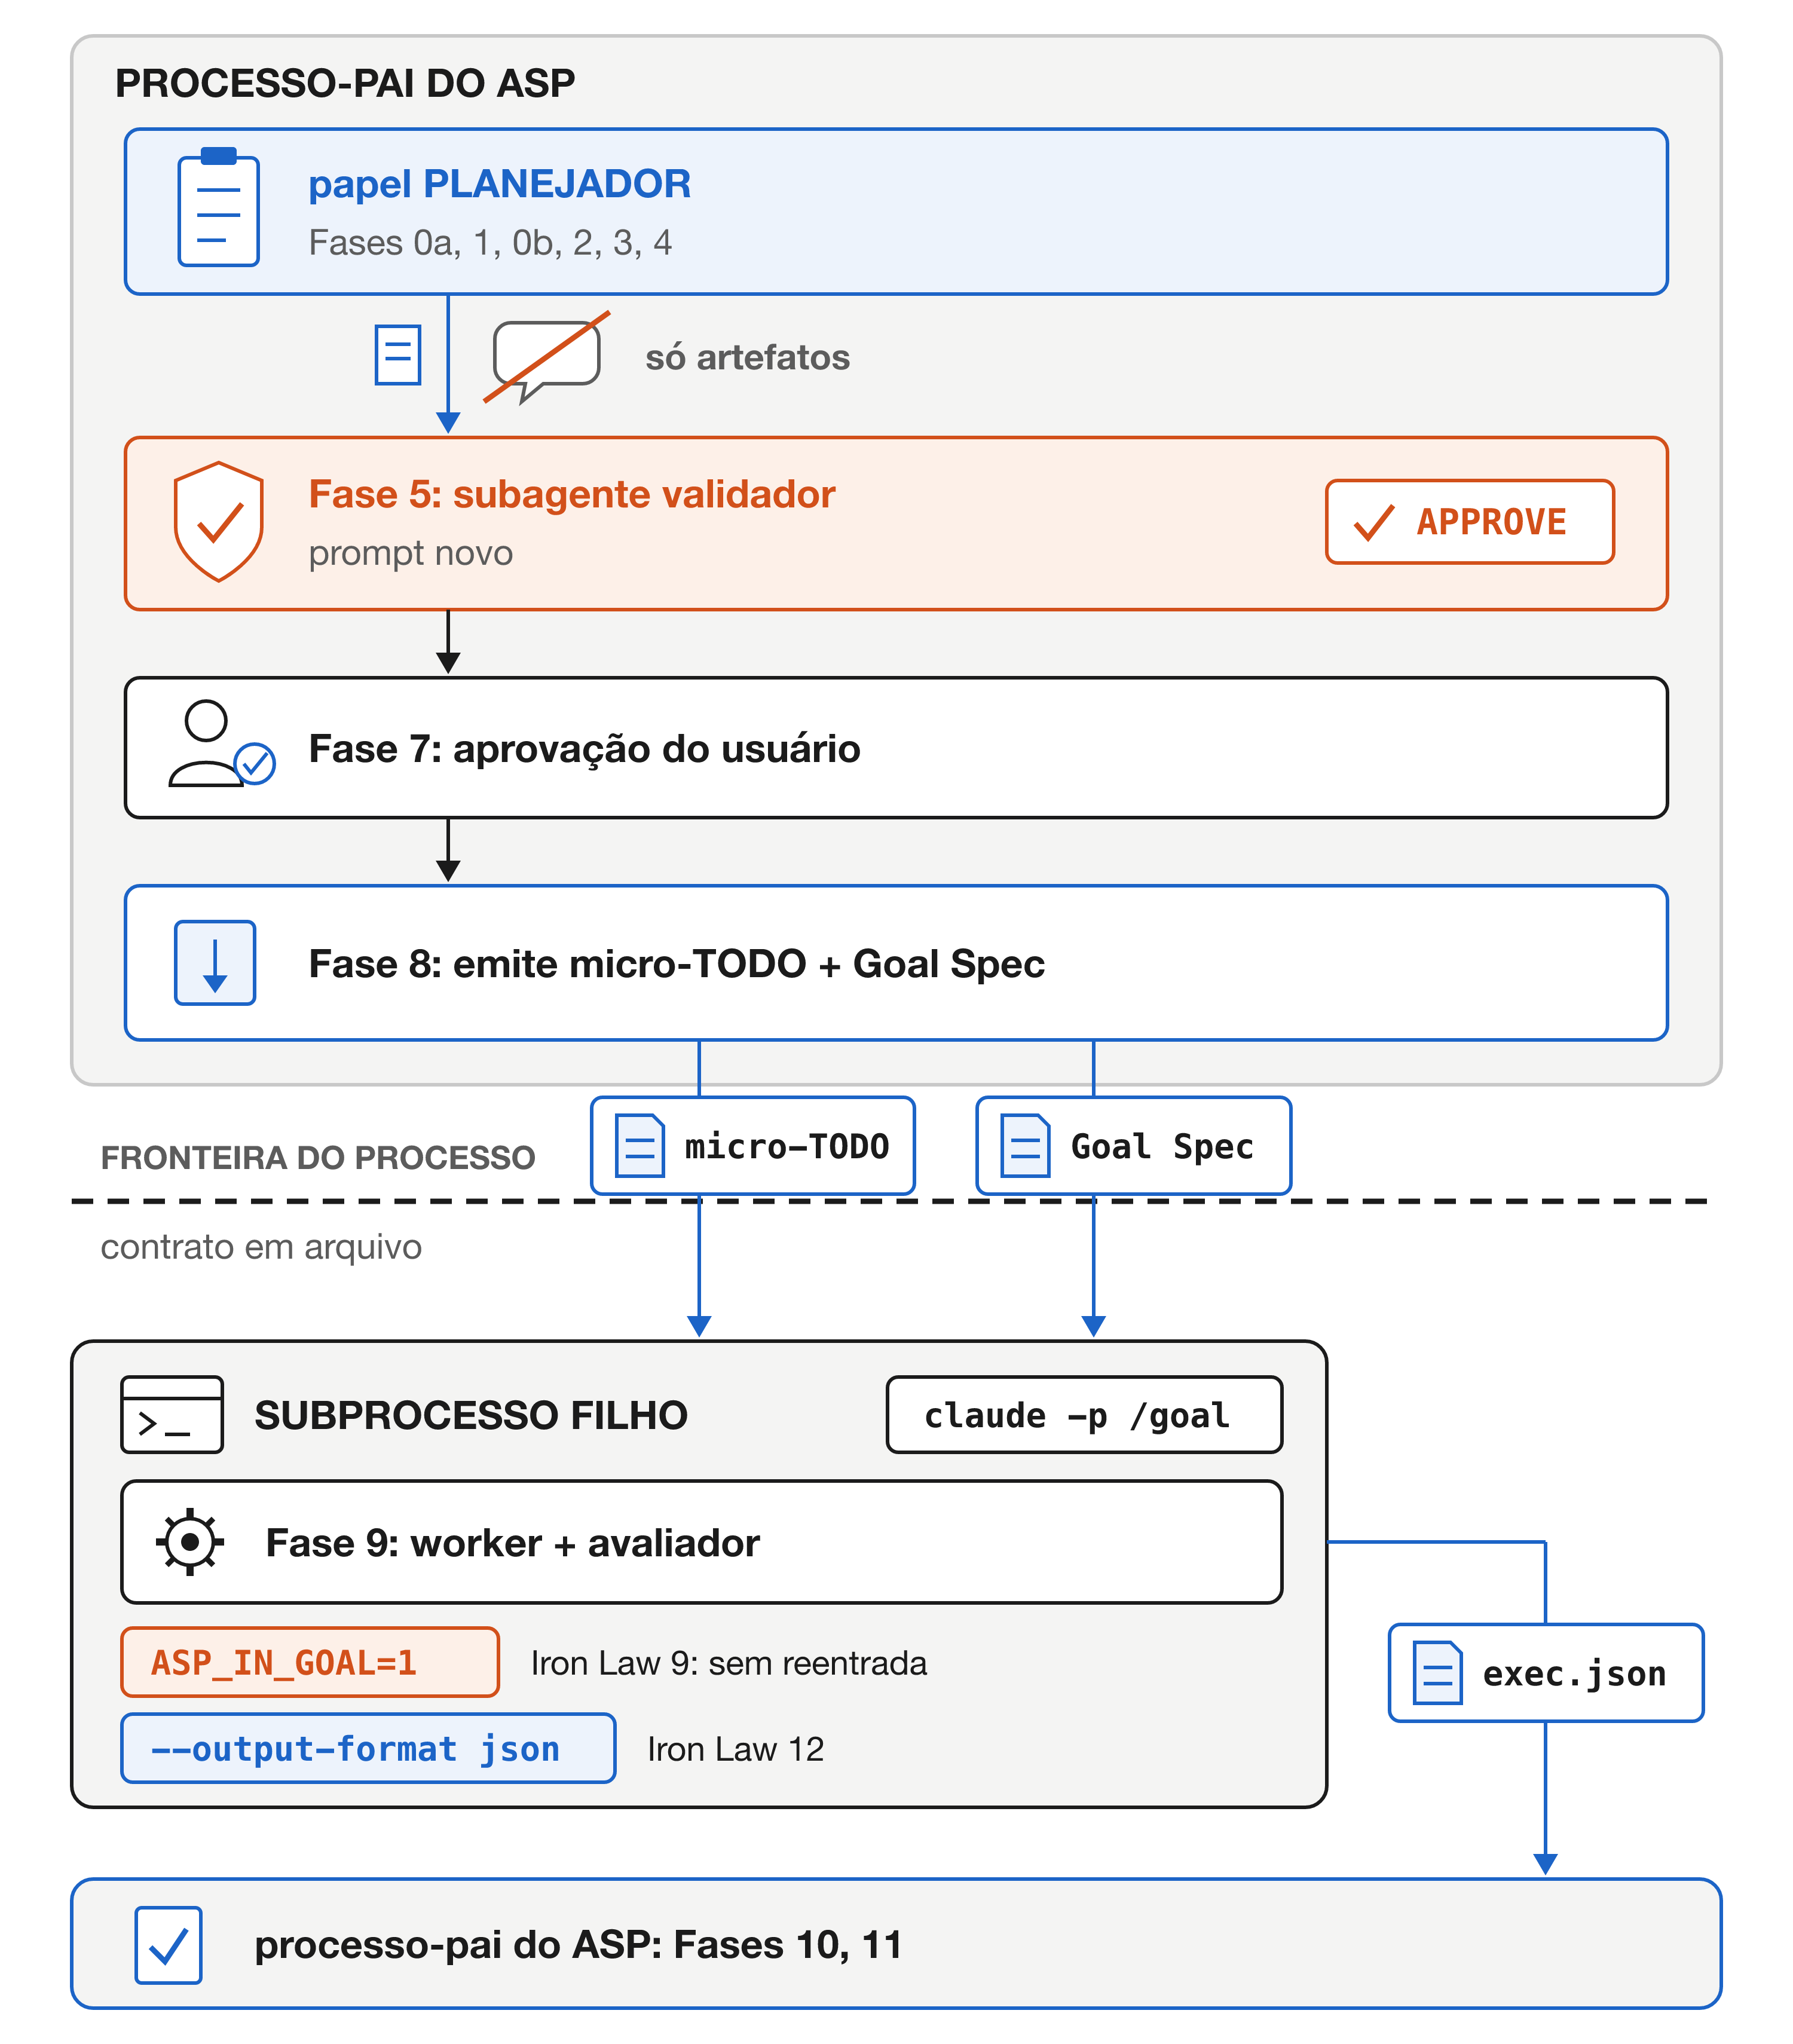 PROCESSO-PAI DO ASP
papel PLANEJADOR
Fases 0a, 1, 0b, 2, 3, 4
só artefatos
Fase 5: subagente validador
prompt novo
APPROVE
Fase 7: aprovação do usuário
Fase 8: emite micro-TODO + Goal Spec
micro-TODO
Goal Spec
FRONTEIRA DO PROCESSO
contrato em arquivo
SUBPROCESSO FILHO
claude -p /goal
Fase 9: worker + avaliador
ASP_IN_GOAL=1
Iron Law 9: sem reentrada
exec.json
--output-format json
Iron Law 12
processo-pai do ASP: Fases 10, 11